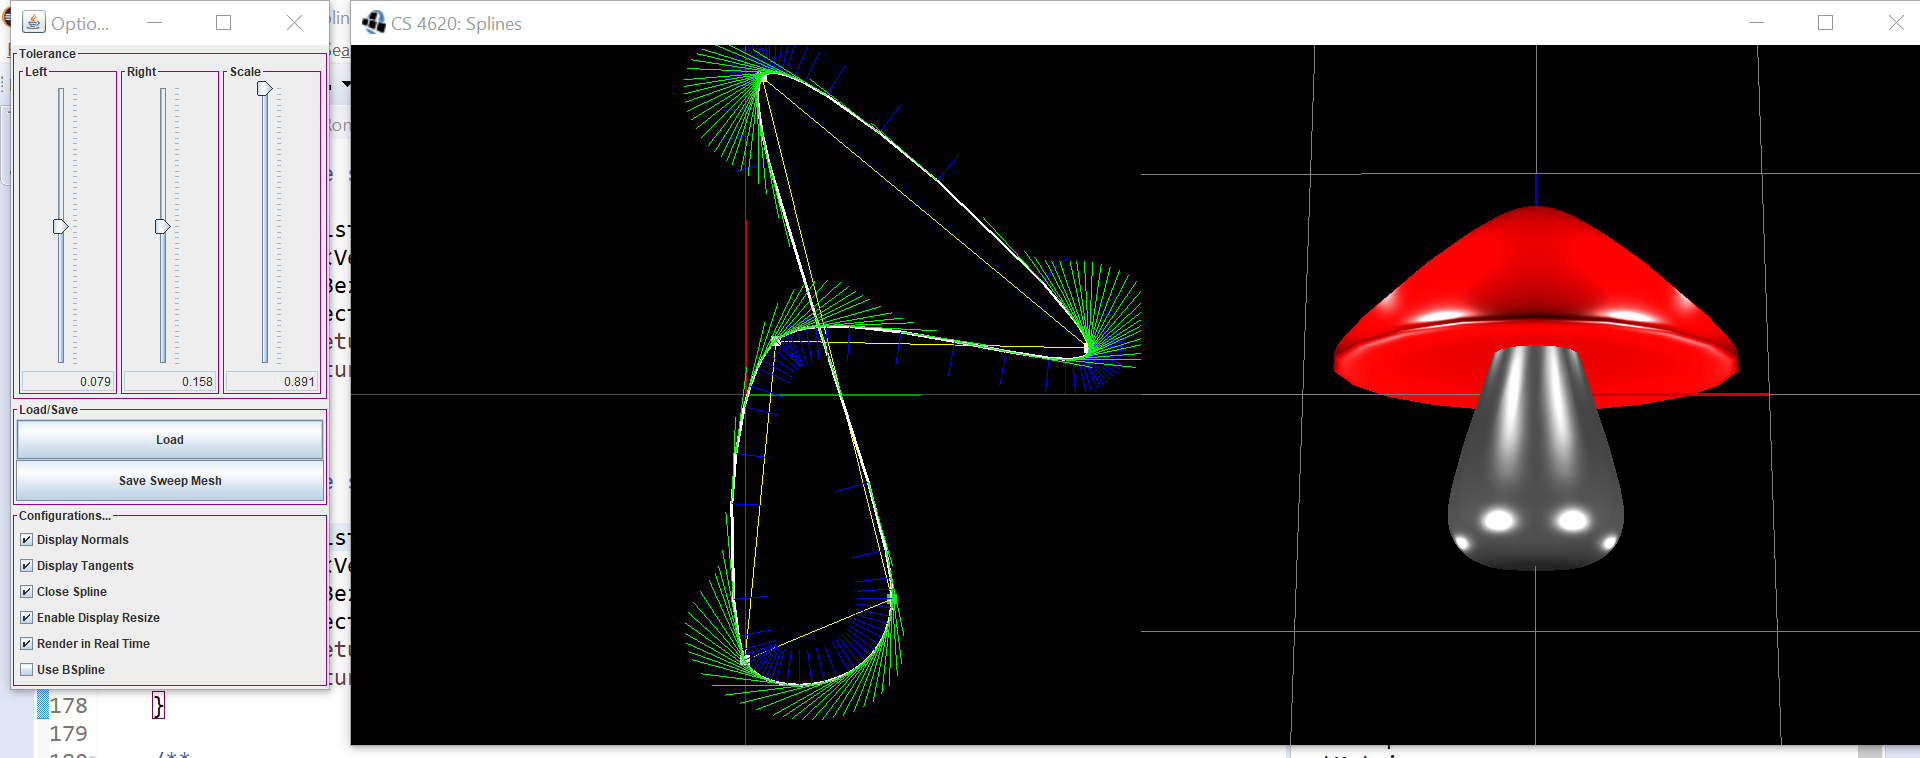 Optio...
CS 4620: Splines
Tolerance
Left
Right
Scale
0.079
0.158
0.891
Load/Save
Load
Save Sweep Mesh
Configurations...
Display Normals
Display Tangents
Close Spline
Enable Display Resize
Render in Real Time
Use BSpline
178 }
179
/**